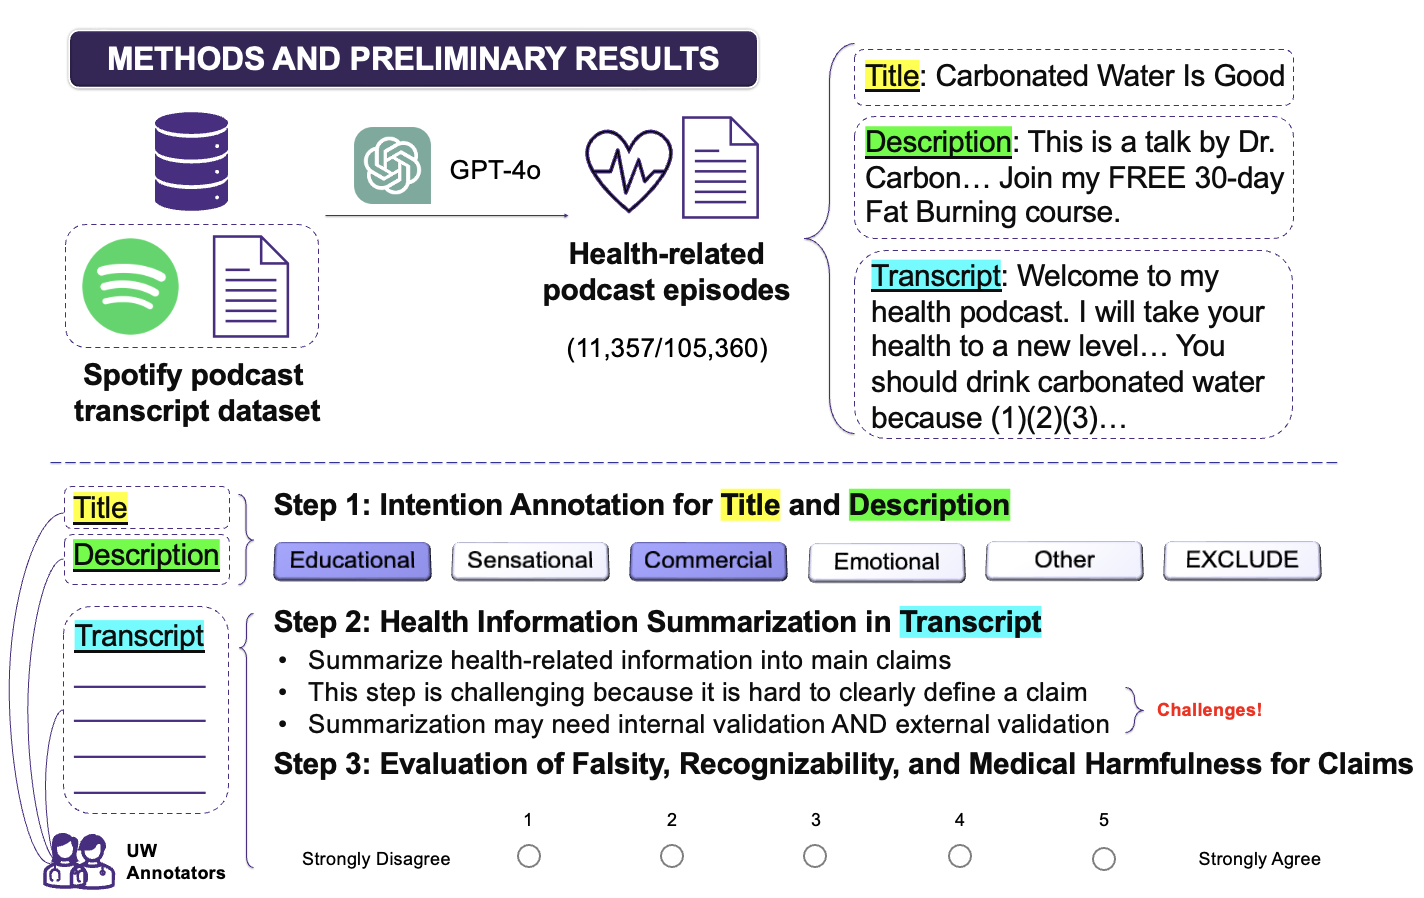 METHODS AND PRELIMINARY RESULTS
GPT-4o
Spotify podcast
transcript dataset
Health-related
podcast episodes
(11,357/105,360)
Title: Carbonated Water Is Good
Description: This is a talk by Dr.
Carbon… Join my FREE 30-day
Fat Burning course.
Transcript: Welcome to my
health podcast. I will take your
health to a new level… You
should drink carbonated water
because (1)(2)(3)…
Title
Description
Transcript
UW
Annotators
Step 1: Intention Annotation for Title and Description
Educational
Sensational
Commercial
Emotional
Other
EXCLUDE
Step 2: Health Information Summarization in Transcript
• Summarize health-related information into main claims
• This step is challenging because it is hard to clearly define a claim
• Summarization may need internal validation AND external validation
Challenges!
Step 3: Evaluation of Falsity, Recognizability, and Medical Harmfulness for Claims
1 2 3 4 5
Strongly Disagree
Strongly Agree